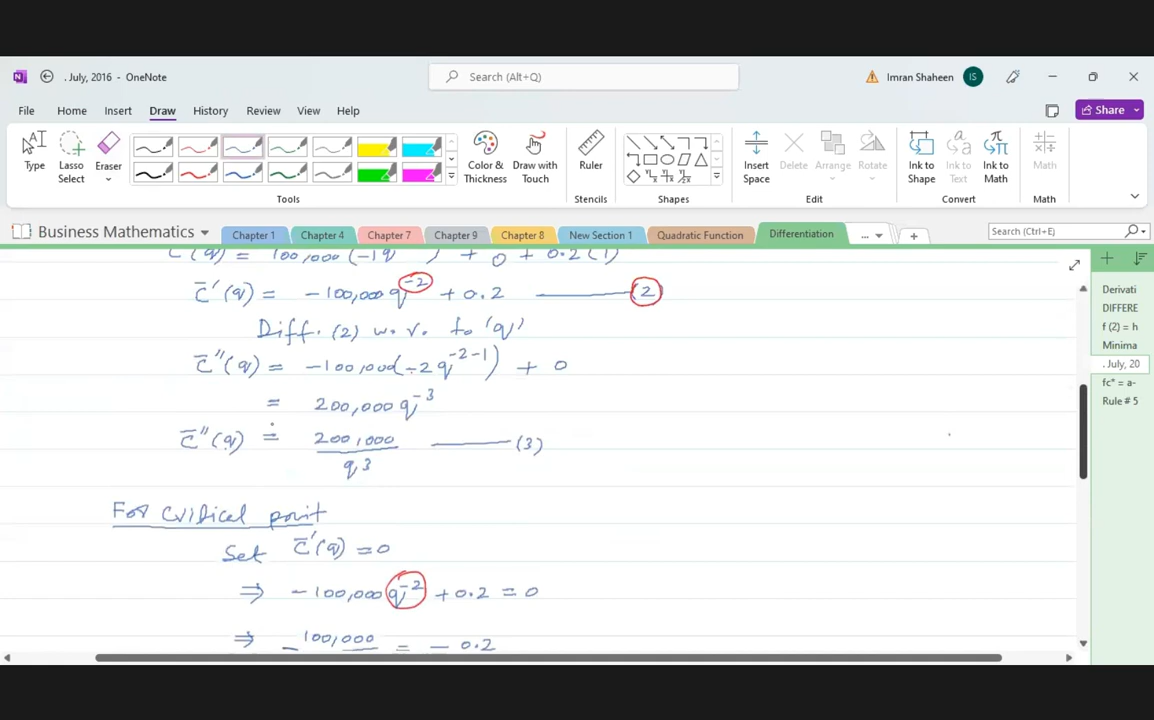 . July, 2016 - OneNote
Search (Alt+Q)
Imran Shaheen
IS
File Home Insert Draw History Review View Help
Share
Type
Lasso Select
Eraser
Color & Thickness
Draw with Touch
Ruler
Insert Space
Delete
Arrange
Rotate
Ink to Shape
Ink to Text
Ink to Math
Math
Tools
Stencils
Shapes
Edit
Convert
Math
Business Mathematics
Chapter 1
Chapter 4
Chapter 7
Chapter 9
Chapter 8
New Section 1
Quadratic Function
Differentiation
...
Search (Ctrl+E)
C̄'(q) = -100,000 q⁻² + 0.2 (2)
Diff. (2) w.r. to 'q'
C̄''(q) = -100,000(-2q⁻²⁻¹) + 0
= 200,000 q⁻³
C̄''(q) = 200,000 / q³ (3)
For Critical point
Set C̄'(q) = 0
⇒ -100,000 q⁻² + 0.2 = 0
⇒ - 100,000 = - 0.2
Derivati
DIFFERE
f (2) = h
Minima
. July, 20
fc* = a-
Rule # 5